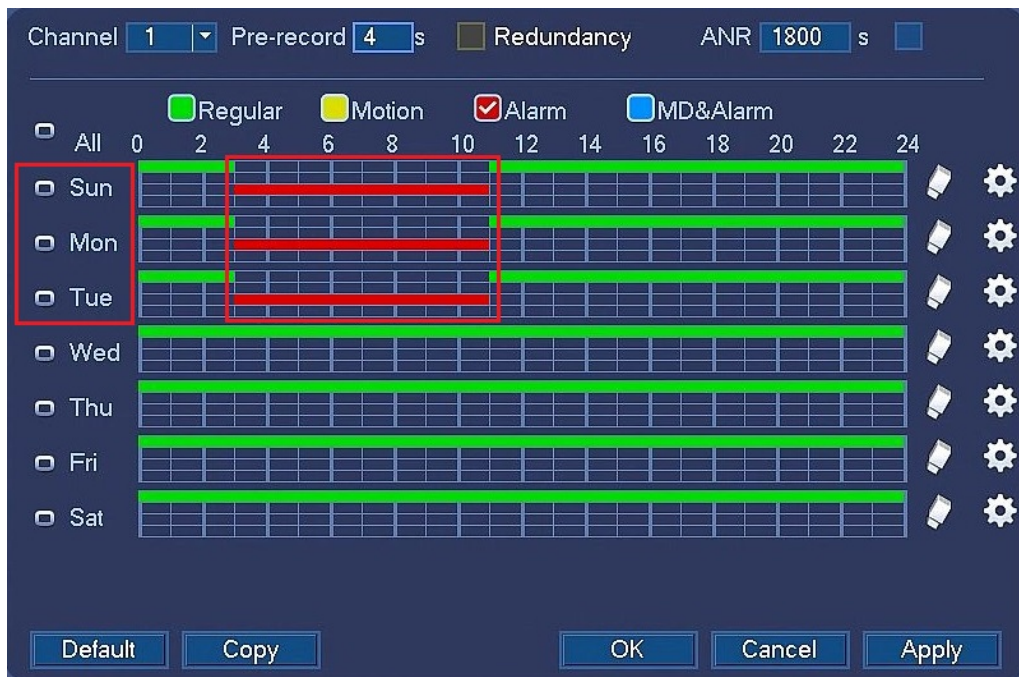 Channel 1 Pre-record 4 s Redundancy ANR 1800 s
Regular Motion Alarm MD&Alarm
All 0 2 4 6 8 10 12 14 16 18 20 22 24
Sun
Mon
Tue
Wed
Thu
Fri
Sat
Default Copy OK Cancel Apply